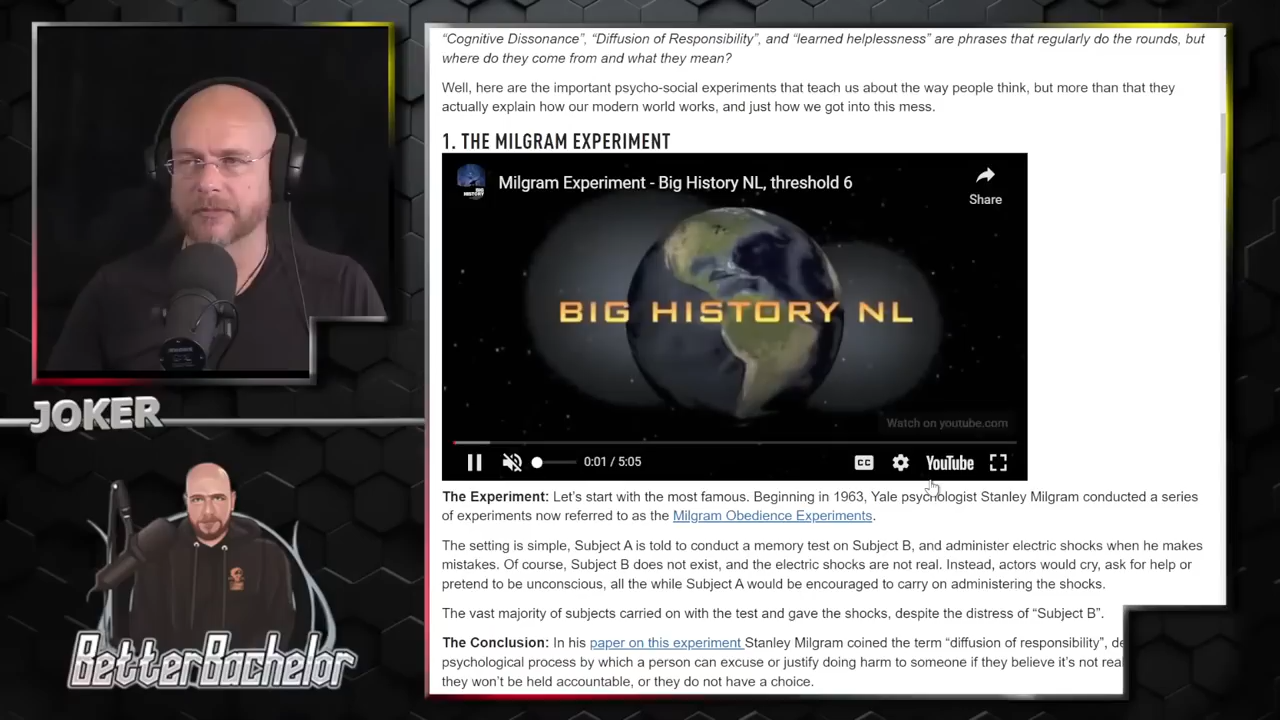 "Cognitive Dissonance", "Diffusion of Responsibility", and "learned helplessness" are phrases that regularly do the rounds, but
where do they come from and what they mean?
Well, here are the important psycho-social experiments that teach us about the way people think, but more than that they
actually explain how our modern world works, and just how we got into this mess.
1. THE MILGRAM EXPERIMENT
Milgram Experiment - Big History NL, threshold 6
Share
BIG HISTORY NL
Watch on youtube.com
0:01 / 5:05
CC
YouTube
The Experiment: Let's start with the most famous. Beginning in 1963, Yale psychologist Stanley Milgram conducted a series
of experiments now referred to as the Milgram Obedience Experiments.
The setting is simple, Subject A is told to conduct a memory test on Subject B, and administer electric shocks when he makes
mistakes. Of course, Subject B does not exist, and the electric shocks are not real. Instead, actors would cry, ask for help or
pretend to be unconscious, all the while Subject A would be encouraged to carry on administering the shocks.
The vast majority of subjects carried on with the test and gave the shocks, despite the distress of "Subject B".
The Conclusion: In his paper on this experiment Stanley Milgram coined the term "diffusion of responsibility", de
psychological process by which a person can excuse or justify doing harm to someone if they believe it's not real
they won't be held accountable, or they do not have a choice.
JOKER
BetterBachelor